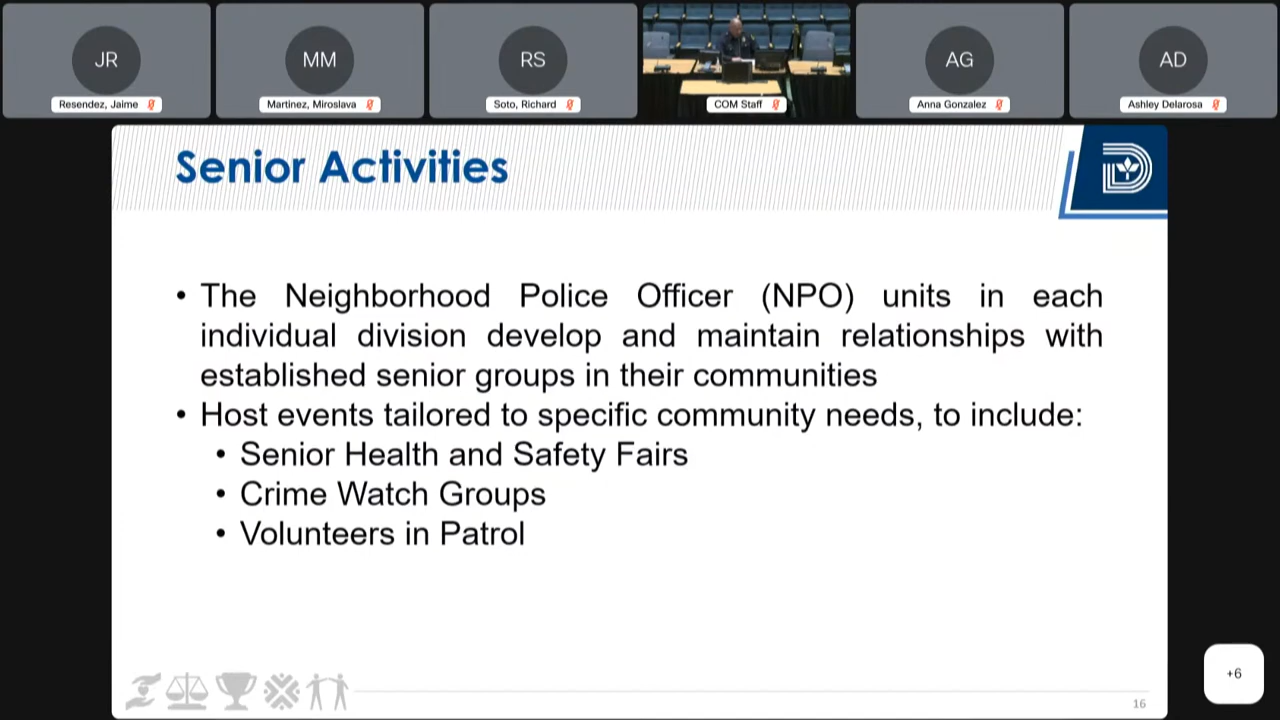 JR
MM
RS
AG
AD
Resendez, Jaime
Martinez, Miroslava
Soto, Richard
COM Staff
Anna Gonzalez
Ashley Delarosa
Senior Activities
• The Neighborhood Police Officer (NPO) units in each
individual division develop and maintain relationships with
established senior groups in their communities
• Host events tailored to specific community needs, to include:
• Senior Health and Safety Fairs
• Crime Watch Groups
• Volunteers in Patrol
+6
16